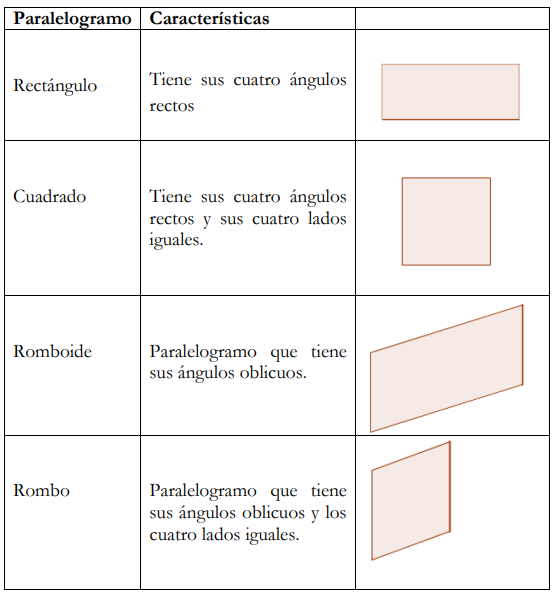 Paralelogramo Características
Rectángulo
Tiene sus cuatro ángulos
rectos
Cuadrado
Tiene sus cuatro ángulos
rectos y sus cuatro lados
iguales.
Romboide
Paralelogramo que tiene
sus ángulos oblicuos.
Rombo
Paralelogramo que tiene
sus ángulos oblicuos y los
cuatro lados iguales.